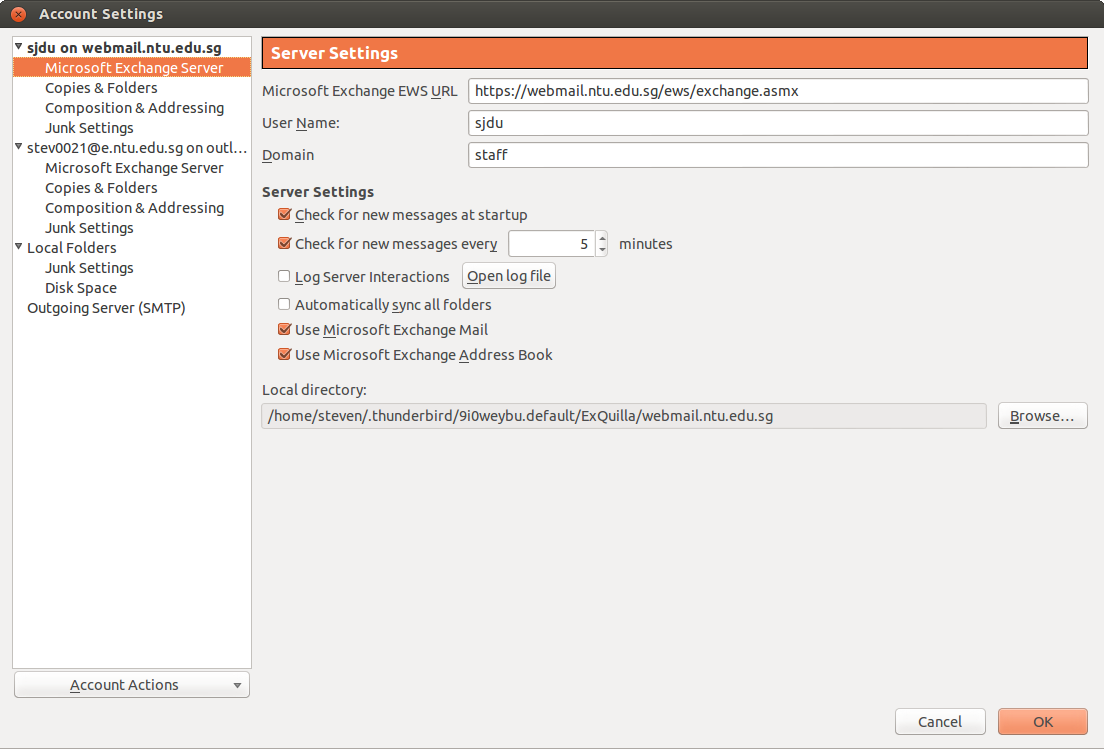 Account Settings
sjdu on webmail.ntu.edu.sg
Microsoft Exchange Server
Copies & Folders
Composition & Addressing
Junk Settings
stev0021@e.ntu.edu.sg on outl...
Microsoft Exchange Server
Copies & Folders
Composition & Addressing
Junk Settings
Local Folders
Junk Settings
Disk Space
Outgoing Server (SMTP)
Account Actions
Server Settings
Microsoft Exchange EWS URL https://webmail.ntu.edu.sg/ews/exchange.asmx
User Name: sjdu
Domain staff
Server Settings
Check for new messages at startup
Check for new messages every 5 minutes
Log Server Interactions Open log file
Automatically sync all folders
Use Microsoft Exchange Mail
Use Microsoft Exchange Address Book
Local directory:
/home/steven/.thunderbird/9i0weybu.default/ExQuilla/webmail.ntu.edu.sg Browse...
Cancel OK